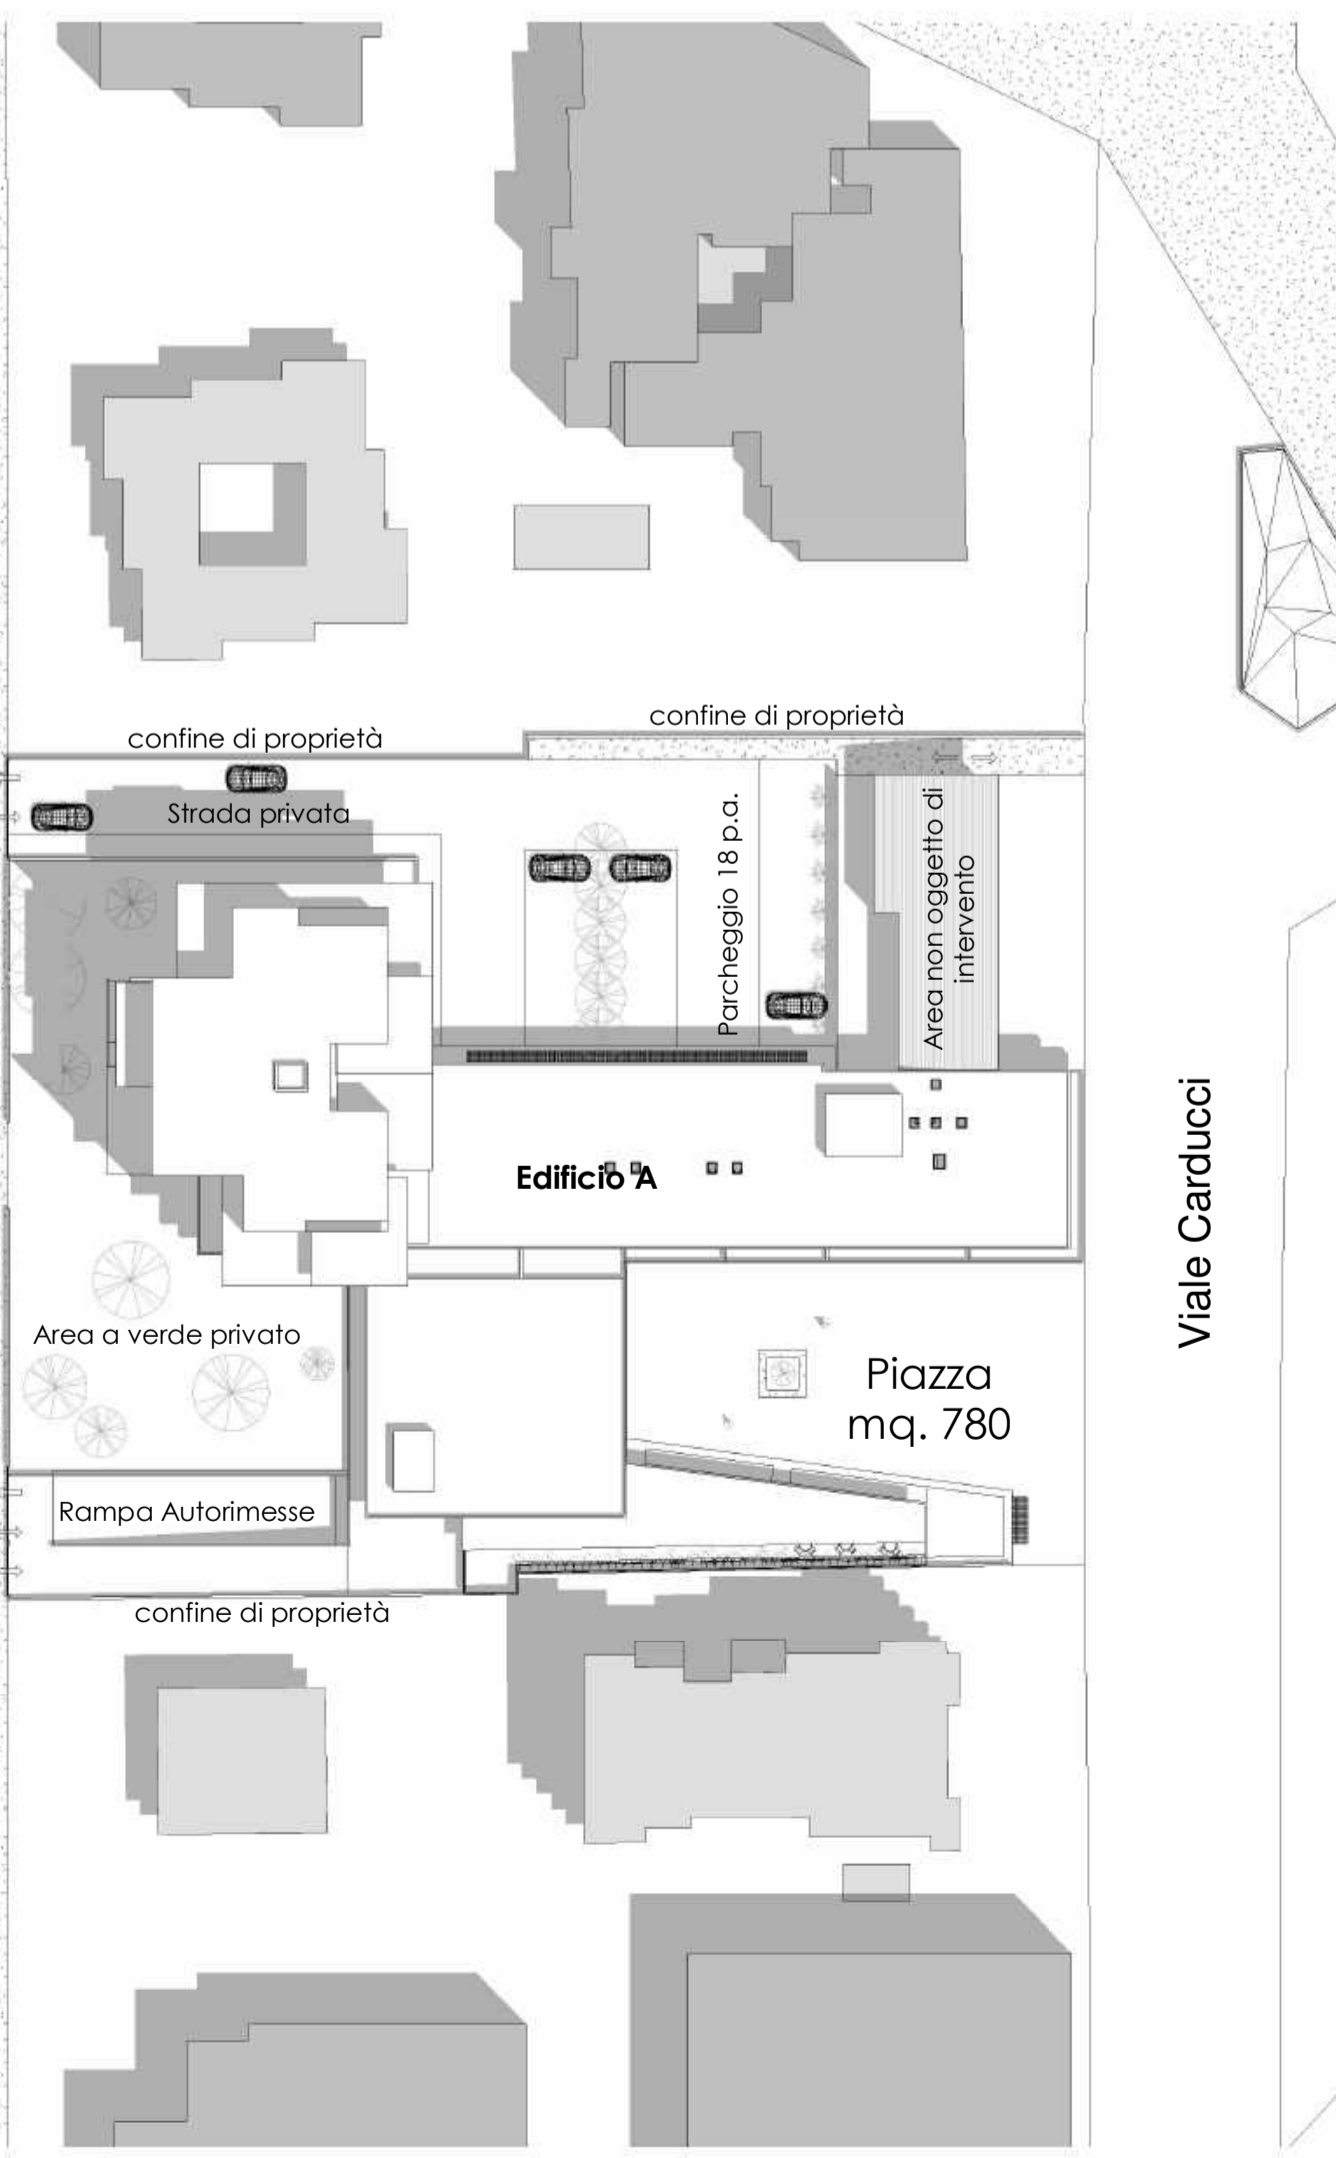 confine di proprietà
confine di proprietà
Strada privata
Parcheggio 18 p.a.
Area non oggetto di
intervento
Edificio A
Viale Carducci
Area a verde privato
Piazza
mq. 780
Rampa Autorimesse
confine di proprietà